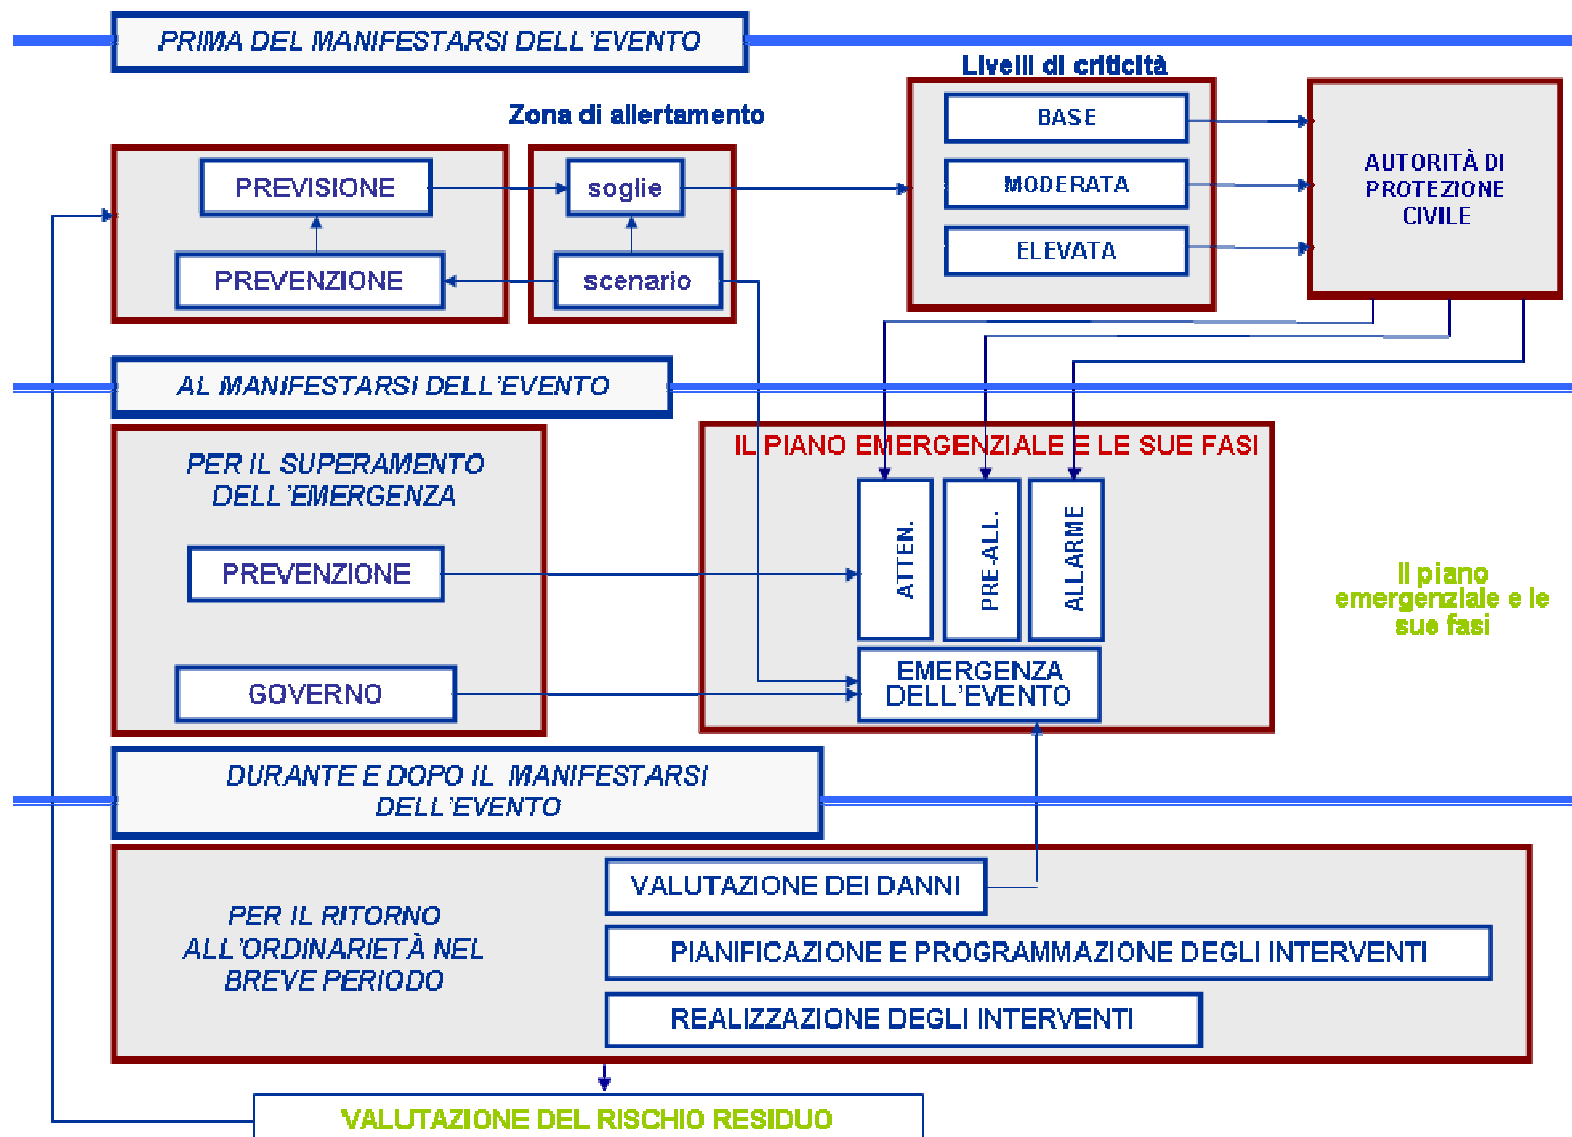 PRIMA DEL MANIFESTARSI DELL'EVENTO
Livelli di criticità
Zona di allertamento
BASE
MODERATA
ELEVATA
AUTORITÀ DI
PROTEZIONE
CIVILE
PREVISIONE
soglie
PREVENZIONE
scenario
AL MANIFESTARSI DELL'EVENTO
PER IL SUPERAMENTO
DELL'EMERGENZA
PREVENZIONE
GOVERNO
IL PIANO EMERGENZIALE E LE SUE FASI
ATTEN.
PRE-ALL.
ALLARME
EMERGENZA
DELL'EVENTO
Il piano
emergenziale e le
sue fasi
DURANTE E DOPO IL MANIFESTARSI
DELL'EVENTO
PER IL RITORNO
ALL'ORDINARIETÀ NEL
BREVE PERIODO
VALUTAZIONE DEI DANNI
PIANIFICAZIONE E PROGRAMMAZIONE DEGLI INTERVENTI
REALIZZAZIONE DEGLI INTERVENTI
VALUTAZIONE DEL RISCHIO RESIDUO